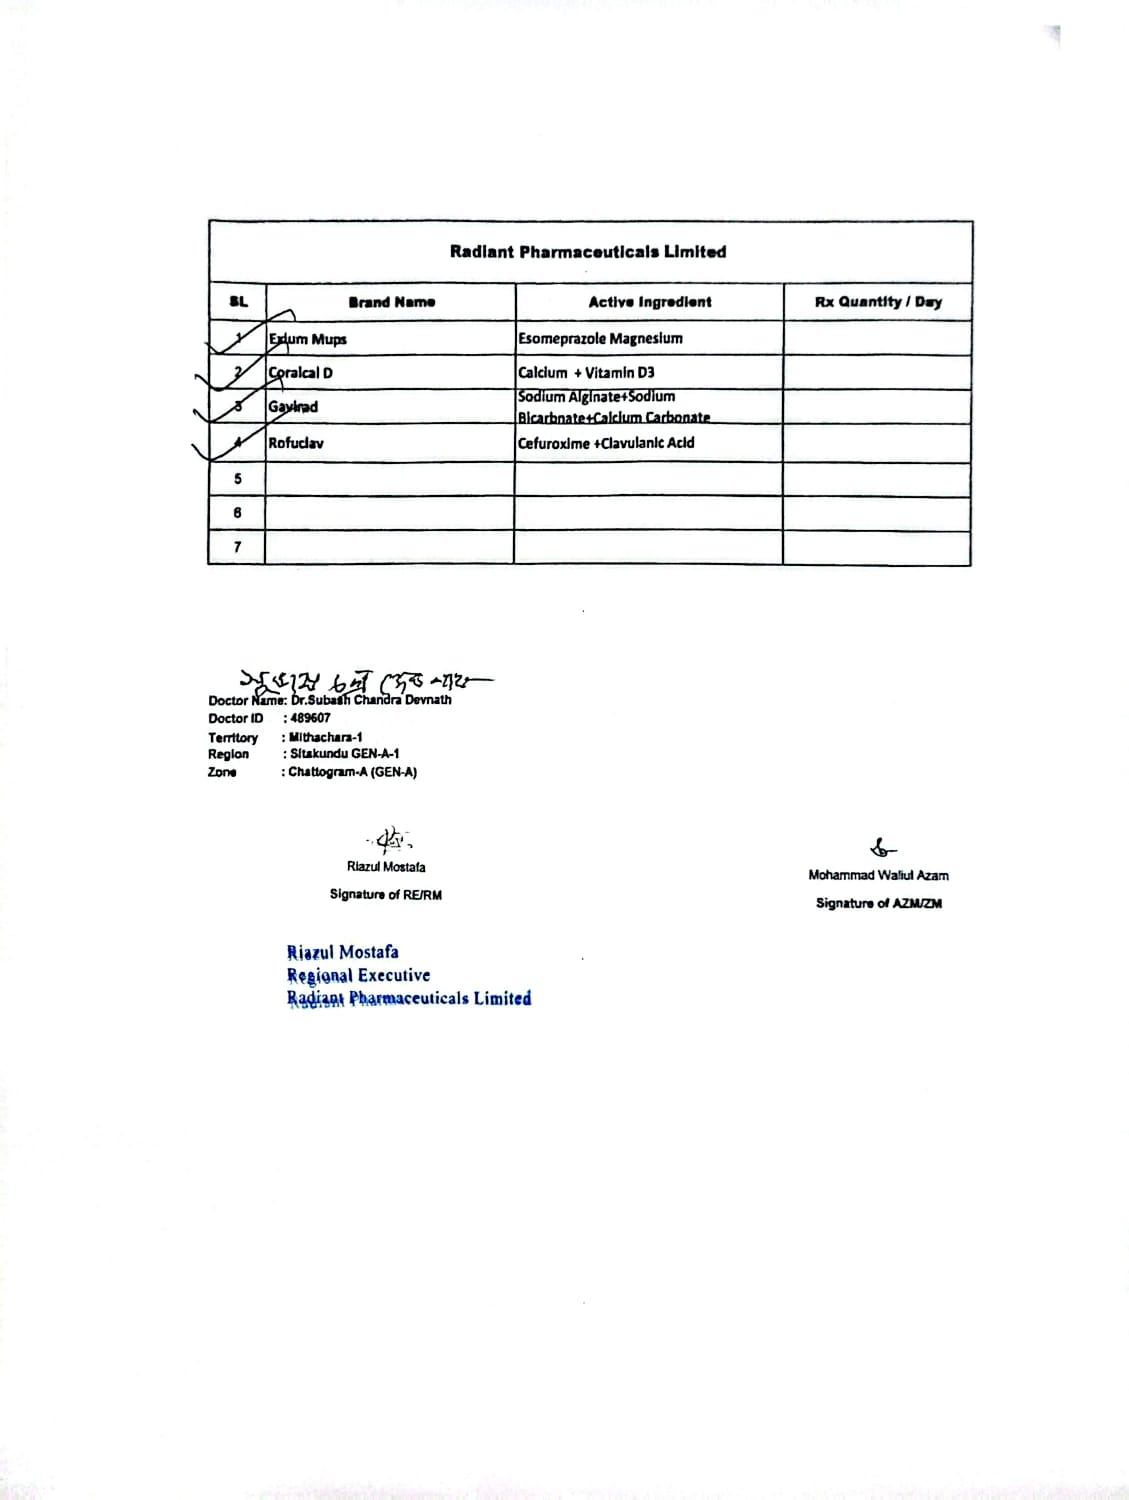 Radiant Pharmaceuticals Limited
SL Brand Name Active Ingredient Rx Quantity / Day
1 Exium Mups Esomeprazole Magnesium
2 Coralcal D Calcium + Vitamin D3
3 Gavirad Sodium Alginate+Sodium
Bicarbnate+Calcium Carbonate
4 Rofuclav Cefuroxime +Clavulanic Acid
5
6
7
সুভাষ চন্দ্র দেব নাথ
Doctor Name: Dr.Subash Chandra Devnath
Doctor ID : 489607
Territory : Mithachara-1
Region : Sitakundu GEN-A-1
Zone : Chattogram-A (GEN-A)
Riazul Mostafa
Signature of RE/RM
Mohammad Waliul Azam
Signature of AZM/ZM
Riazul Mostafa
Regional Executive
Radiant Pharmaceuticals Limited